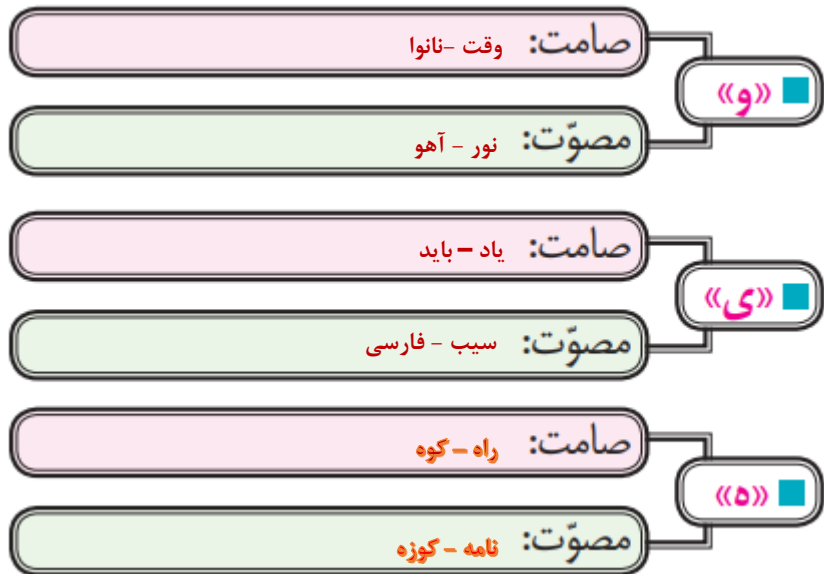 صامت: وقت -نانوا
«و»
مصوّت: نور - آهو
صامت: یاد – باید
«ی»
مصوّت: سیب - فارسی
صامت: راه - کوه
«ه»
مصوّت: نامه - کوزه